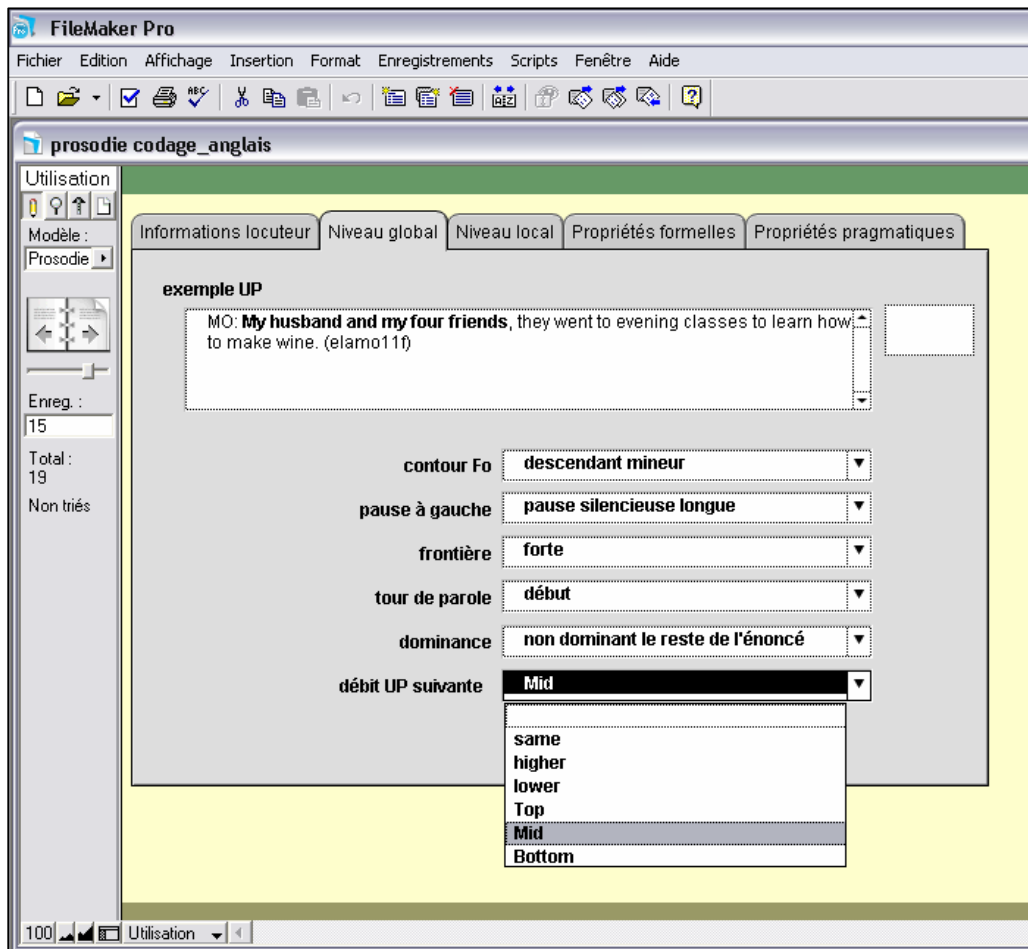 FileMaker Pro
Fichier Edition Affichage Insertion Format Enregistrements Scripts Fenêtre Aide
ABC
AIZ
prosodie codage_anglais
Utilisation
Modèle :
Prosodie
Enreg. :
15
Total :
19
Non triés
Informations locuteur Niveau global Niveau local Propriétés formelles Propriétés pragmatiques
exemple UP
MO: My husband and my four friends, they went to evening classes to learn how
to make wine. (elamo11f)
contour Fo descendant mineur
pause à gauche pause silencieuse longue
frontière forte
tour de parole début
dominance non dominant le reste de l'énoncé
débit UP suivante Mid
same
higher
lower
Top
Mid
Bottom
100 Utilisation